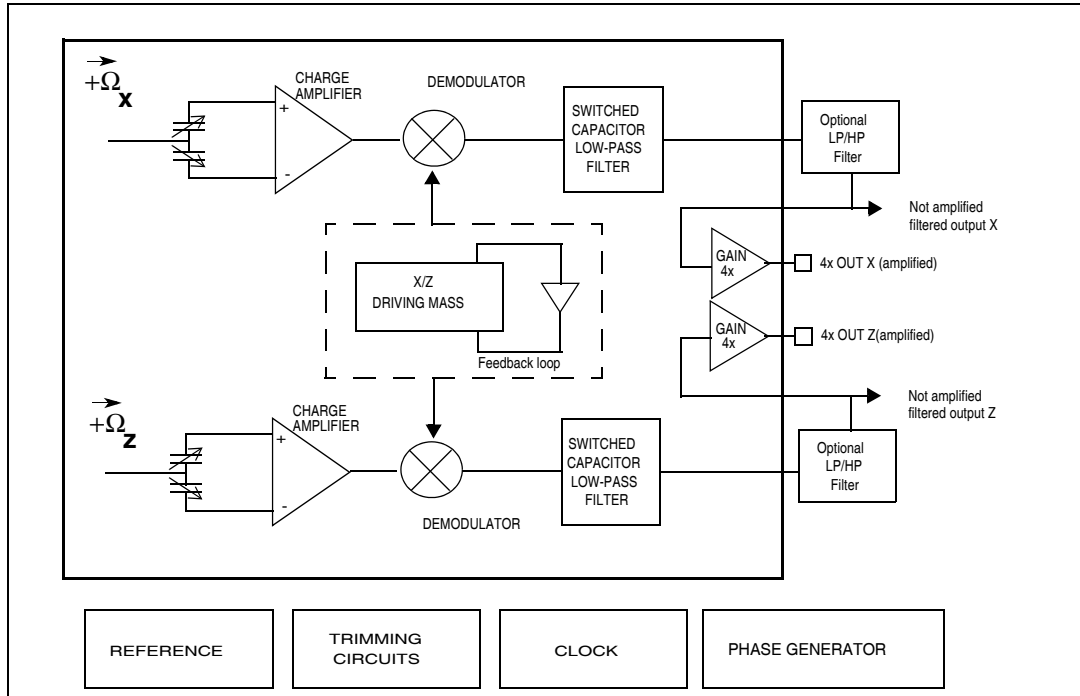 +Ω X
CHARGE
AMPLIFIER
DEMODULATOR
+
-
SWITCHED
CAPACITOR
LOW-PASS
FILTER
Optional
LP/HP
Filter
Not amplified
filtered output X
GAIN
4x
4x OUT X (amplified)
X/Z
DRIVING MASS
Feedback loop
GAIN
4x
4x OUT Z(amplified)
Not amplified
filtered output Z
+Ω Z
CHARGE
AMPLIFIER
+
-
DEMODULATOR
SWITCHED
CAPACITOR
LOW-PASS
FILTER
Optional
LP/HP
Filter
REFERENCE
TRIMMING
CIRCUITS
CLOCK
PHASE GENERATOR